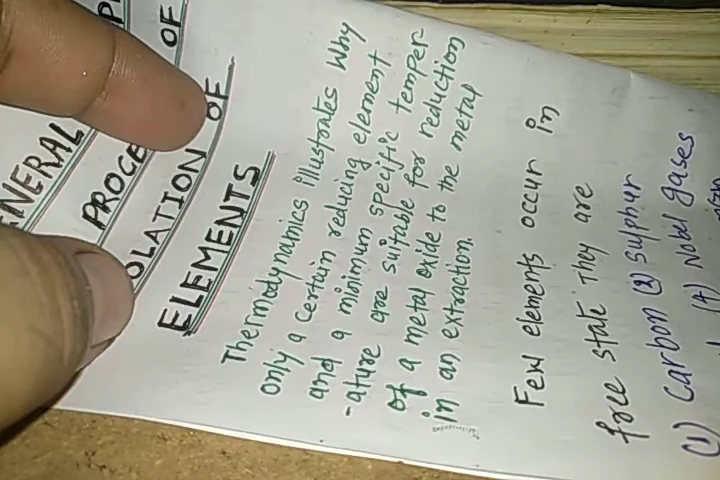 OF
PROCE
OLATION OF
ELEMENTS
Thermodynamics illustrates Why
only a certain reducing element
and a minimum specific temper
-ature are suitable for reduction
of a metal oxide to the metal
in an extraction.
Few elements occur in
free state They are
(1) Carbon (2) Sulphur
(4) Nobel gases